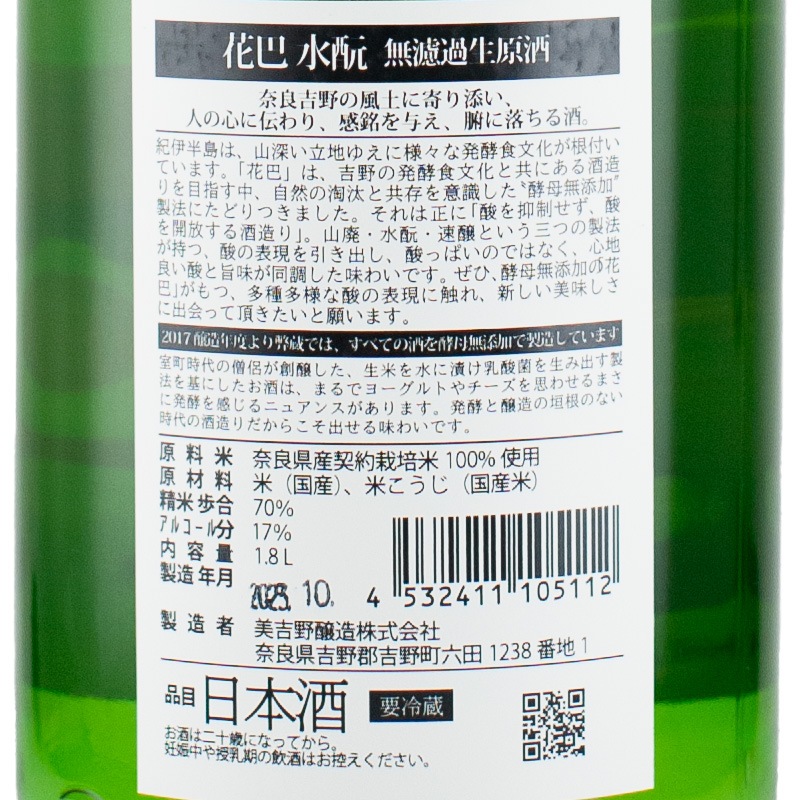 花巴 水酛 無濾過生原酒
奈良吉野の風土に寄り添い、
人の心に伝わり、感銘を与え、腑に落ちる酒。
紀伊半島は、山深い立地ゆえに様々な発酵食文化が根付い
ています。「花巴」は、吉野の発酵食文化と共にある酒造
りを目指す中、自然の淘汰と共存を意識した〝酵母無添加〟
製法にたどりつきました。それは正に「酸を抑制せず、酸
を開放する酒造り」。山廃・水酛・速醸という三つの製法
が持つ、酸の表現を引き出し、酸っぱいのではなく、心地
良い酸と旨味が同調した味わいです。ぜひ、酵母無添加の「花
巴」がもつ、多種多様な酸の表現に触れ、新しい美味しさ
に出会って頂きたいと願います。
2017醸造年度より弊蔵では、すべての酒を酵母無添加で製造しています
室町時代の僧侶が創醸した、生米を水に漬け乳酸菌を生み出す製
法を基にしたお酒は、まるでヨーグルトやチーズを思わせるまさ
に発酵を感じるニュアンスがあります。発酵と醸造の垣根のない
時代の酒造りだからこそ出せる味わいです。
原料米 奈良県産契約栽培米100%使用
原材料 米（国産）、米こうじ（国産米）
精米歩合 70%
アルコール分 17%
内容量 1.8L
製造年月 2025. 10.
4 532411 105112
製造者 美吉野醸造株式会社
奈良県吉野郡吉野町六田1238番地1
品目 日本酒 要冷蔵
お酒は二十歳になってから。
妊娠中や授乳期の飲酒はお控えください。